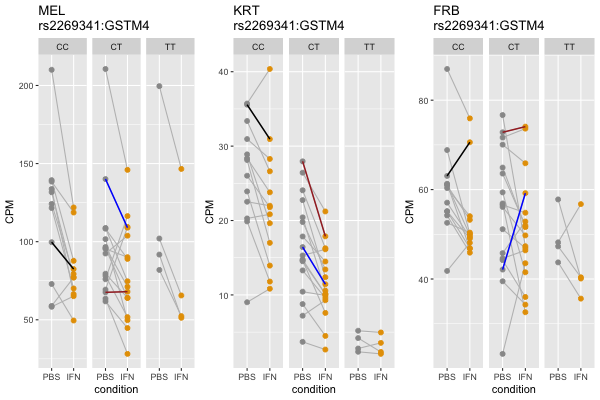 MEL
rs2269341:GSTM4
CC CT TT
CPM
200
150
100
50
PBS IFN PBS IFN PBS IFN
condition
KRT
rs2269341:GSTM4
CC CT TT
CPM
40
30
20
10
PBS IFN PBS IFN PBS IFN
condition
FRB
rs2269341:GSTM4
CC CT TT
CPM
80
60
40
PBS IFN PBS IFN PBS IFN
condition